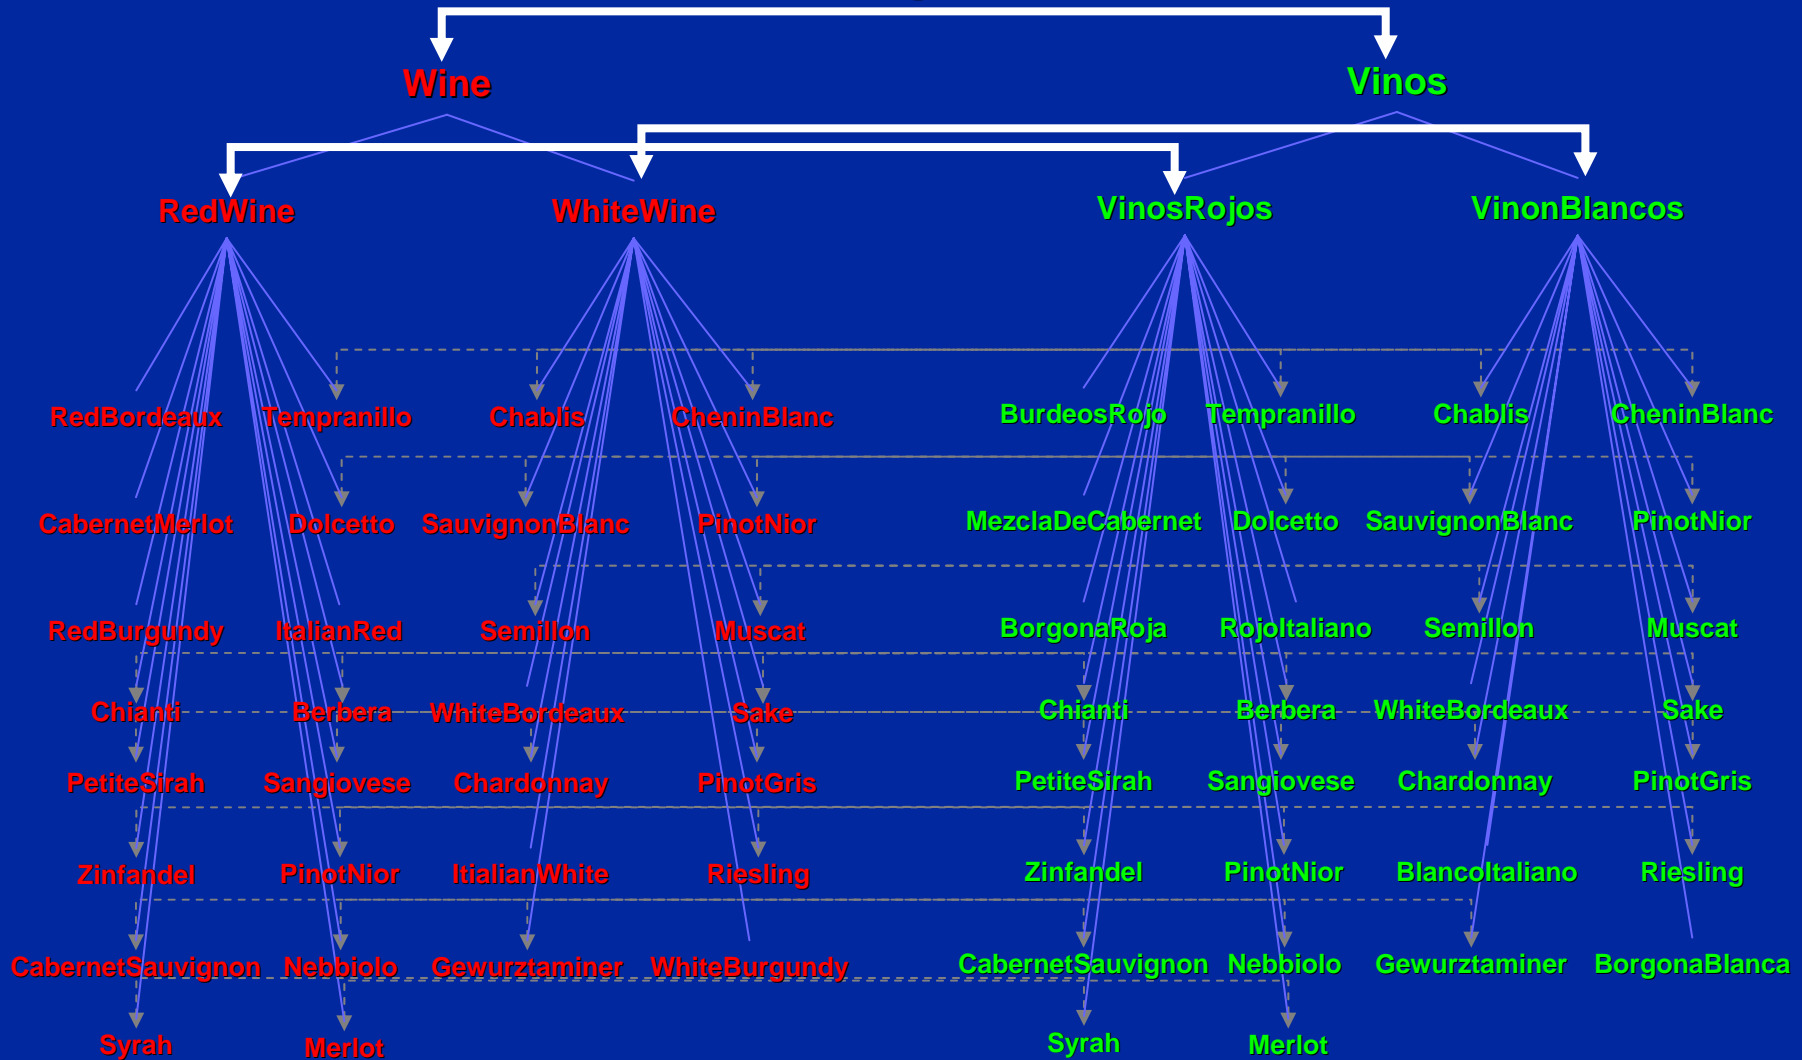 Wine Vinos
RedWine WhiteWine VinosRojos VinonBlancos
RedBordeaux Tempranillo Chablis CheninBlanc BurdeosRojo Tempranillo Chablis CheninBlanc
CabernetMerlot Dolcetto SauvignonBlanc PinotNior MezclaDeCabernet Dolcetto SauvignonBlanc PinotNior
RedBurgundy ItalianRed Semillon Muscat BorgonaRoja RojoItaliano Semillon Muscat
Chianti Berbera WhiteBordeaux Sake Chianti Berbera WhiteBordeaux Sake
PetiteSirah Sangiovese Chardonnay PinotGris PetiteSirah Sangiovese Chardonnay PinotGris
Zinfandel PinotNior ItialianWhite Riesling Zinfandel PinotNior BlancoItaliano Riesling
CabernetSauvignon Nebbiolo Gewurztaminer WhiteBurgundy CabernetSauvignon Nebbiolo Gewurztaminer BorgonaBlanca
Syrah Merlot Syrah Merlot